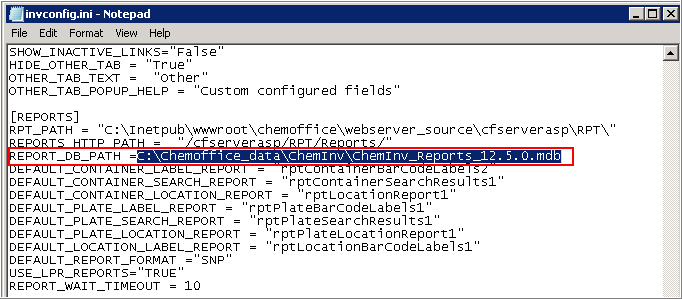 invconfig.ini - Notepad
File Edit Format View Help
SHOW_INACTIVE_LINKS="False"
HIDE_OTHER_TAB = "True"
OTHER_TAB_TEXT =  "Other"
OTHER_TAB_POPUP_HELP = "Custom configured fields"
[REPORTS]
RPT_PATH = "C:\Inetpub\wwwroot\chemoffice\webserver_source\cfserverasp\RPT\"
REPORTS_HTTP_PATH =  "/cfserverasp/RPT/Reports/"
REPORT_DB_PATH =C:\Chemoffice_data\ChemInv\ChemInv_Reports_12.5.0.mdb
DEFAULT_CONTAINER_LABEL_REPORT = "rptContainerBarCodeLabels2"
DEFAULT_CONTAINER_SEARCH_REPORT = "rptContainerSearchResults1"
DEFAULT_CONTAINER_LOCATION_REPORT = "rptLocationReport1"
DEFAULT_PLATE_LABEL_REPORT = "rptPlateBarCodeLabels1"
DEFAULT_PLATE_SEARCH_REPORT = "rptPlateSearchResults1"
DEFAULT_PLATE_LOCATION_REPORT = "rptPlateLocationReport1"
DEFAULT_LOCATION_LABEL_REPORT = "rptLocationBarCodeLabels1"
DEFAULT_REPORT_FORMAT ="SNP"
USE_LPR_REPORTS="TRUE"
REPORT_WAIT_TIMEOUT = 10